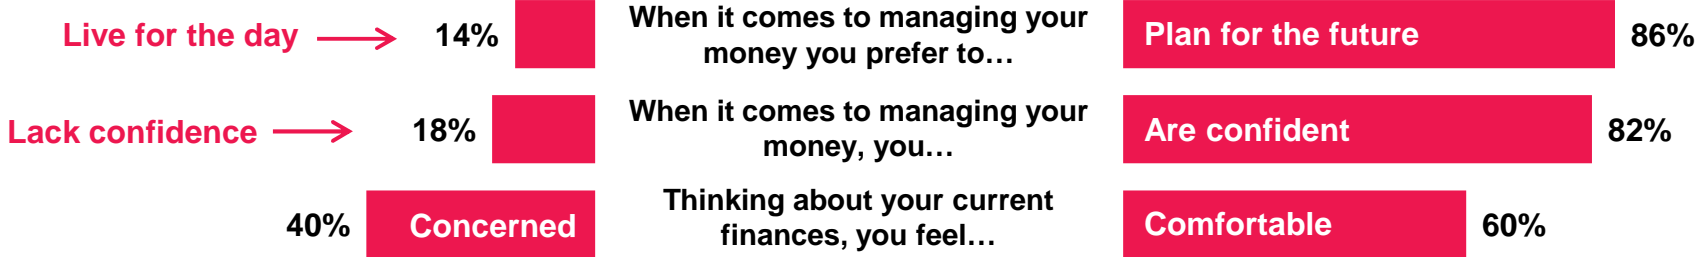 Live for the day
14%
When it comes to managing your
money you prefer to…
Plan for the future
86%
Lack confidence
18%
When it comes to managing your
money, you…
Are confident
82%
40%
Concerned
Thinking about your current
finances, you feel…
Comfortable
60%